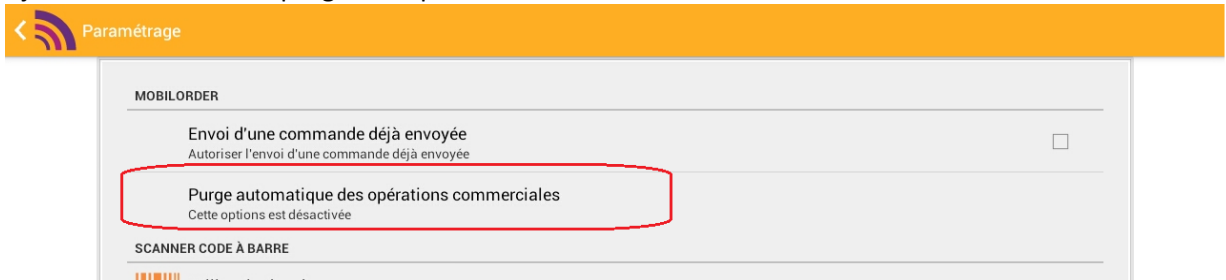 Paramétrage
MOBILORDER
Envoi d'une commande déjà envoyée
Autoriser l'envoi d'une commande déjà envoyée
Purge automatique des opérations commerciales
Cette options est désactivée
SCANNER CODE À BARRE